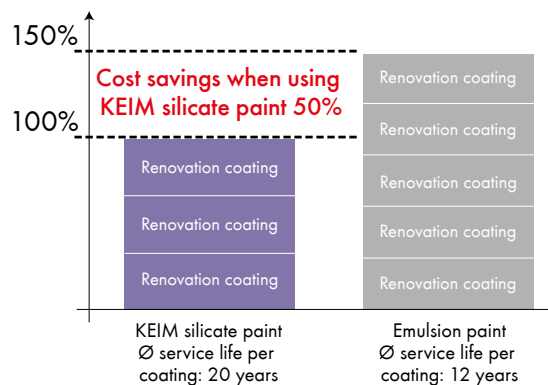 150%
Cost savings when using
KEIM silicate paint 50%
100%
Renovation coating
Renovation coating
Renovation coating
Renovation coating
Renovation coating
Renovation coating
Renovation coating
Renovation coating
KEIM silicate paint
Ø service life per
coating: 20 years
Emulsion paint
Ø service life per
coating: 12 years